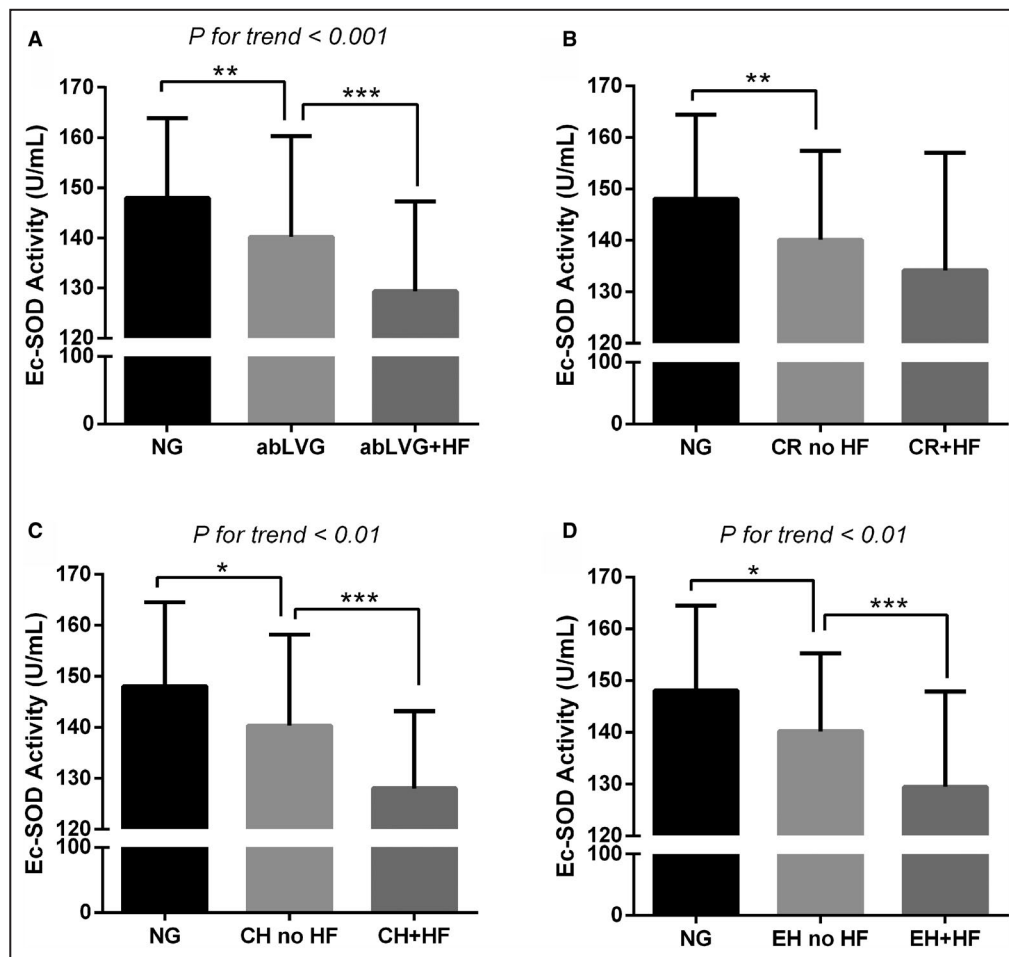 A
P for trend < 0.001
**
***
Ec-SOD Activity (U/mL)
170
160
150
140
130
120
100
0
NG abLVG abLVG+HF
B
**
Ec-SOD Activity (U/mL)
170
160
150
140
130
120
100
0
NG CR no HF CR+HF
C
P for trend < 0.01
*
***
Ec-SOD Activity (U/mL)
170
160
150
140
130
120
100
0
NG CH no HF CH+HF
D
P for trend < 0.01
*
***
Ec-SOD Activity (U/mL)
170
160
150
140
130
120
100
0
NG EH no HF EH+HF